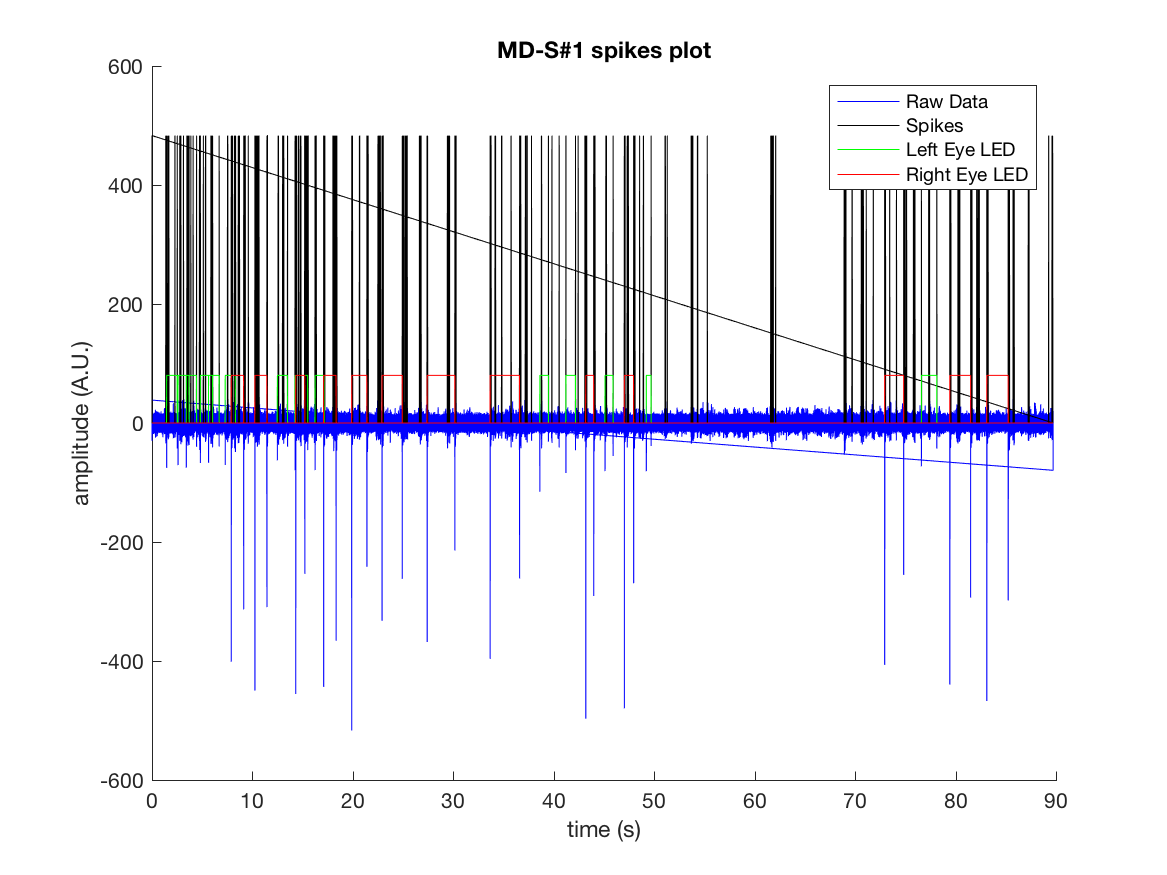 MD-S#1 spikes plot
600
400
200
0
-200
-400
-600
amplitude (A.U.)
Raw Data
Spikes
Left Eye LED
Right Eye LED
0 10 20 30 40 50 60 70 80 90
time (s)